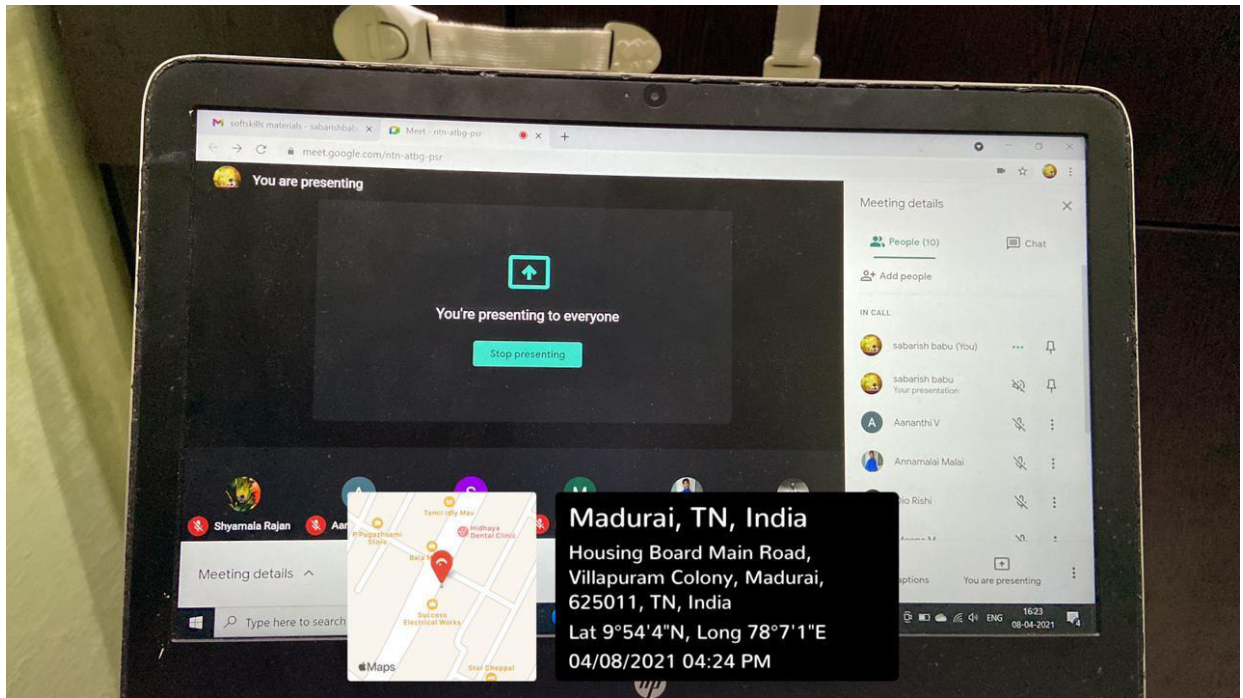 softskills materials - sabarishbab
Meet - ntn-atbg-psr
meet.google.com/ntn-atbg-psr
You are presenting
You're presenting to everyone
Stop presenting
Meeting details
People (10)
Chat
Add people
IN CALL
sabarish babu (You)
sabarish babu
Your presentation
Aananthi V
Annamalai Malai
Rishi
A
A
S
M
Shyamala Rajan
Meeting details
You are presenting
Type here to search
ENG
16:23
08-04-2021
4
hp
Tamil Idly Mav
P Pugazhsami
Store
Hidhaya
Dental Clinic
Success
Electrical Works
Star Cheppal
Maps
Madurai, TN, India
Housing Board Main Road,
Villapuram Colony, Madurai,
625011, TN, India
Lat 9°54'4"N, Long 78°7'1"E
04/08/2021 04:24 PM